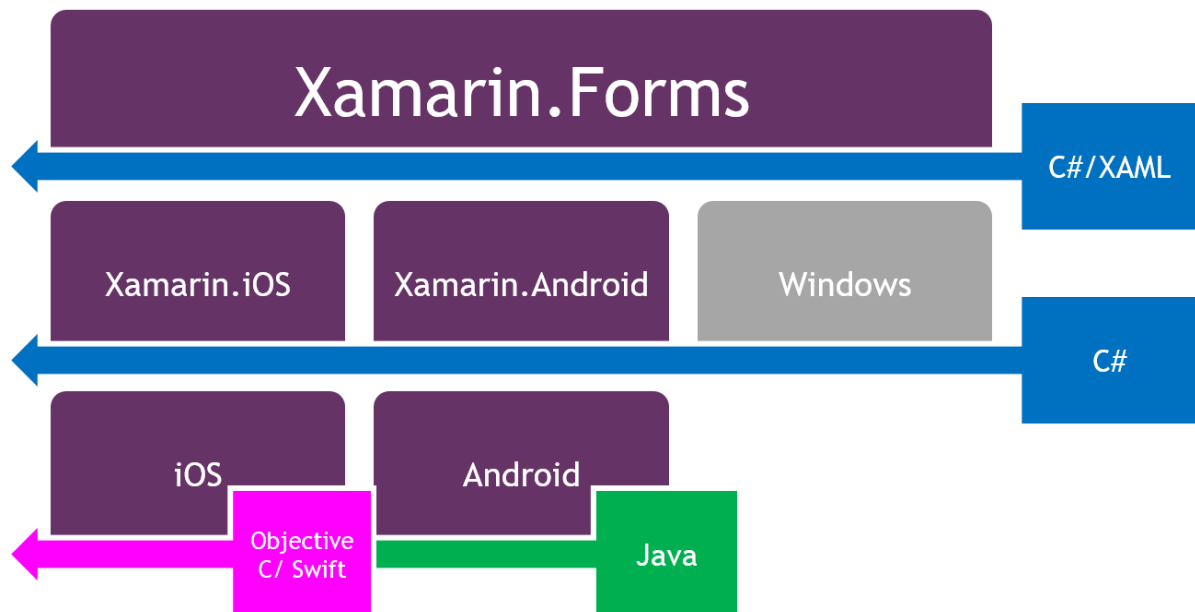 Xamarin.Forms
C#/XAML
Xamarin.iOS
Xamarin.Android
Windows
C#
iOS
Android
Objective
C/ Swift
Java